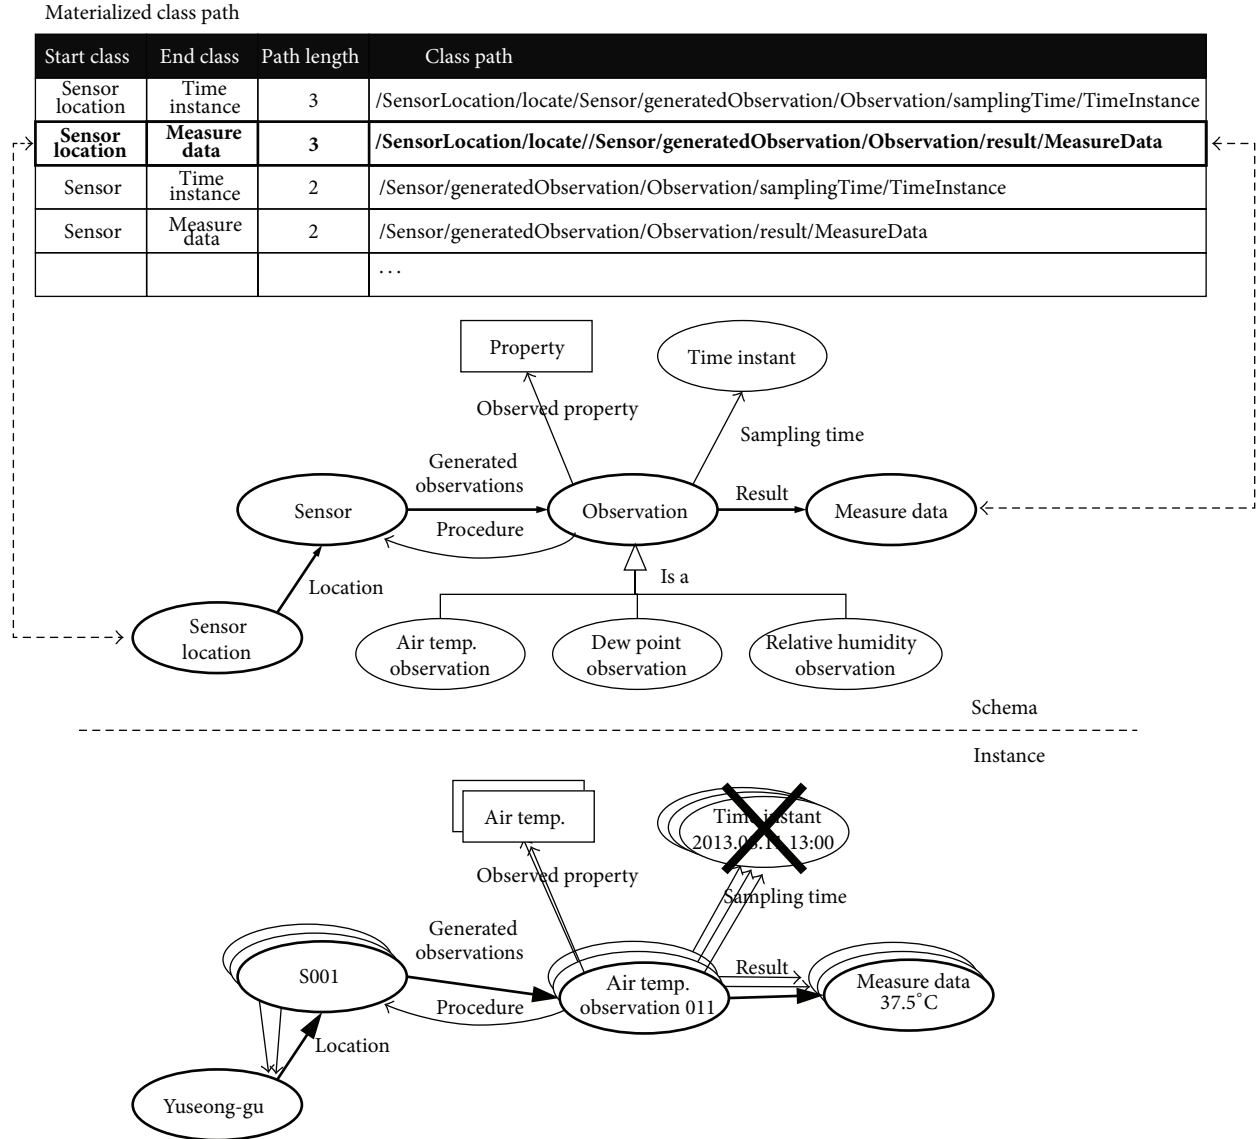 Materialized class path
Start class End class Path length Class path
Sensor location Time instance 3 /SensorLocation/locate/Sensor/generatedObservation/Observation/samplingTime/TimeInstance
Sensor location Measure data 3 /SensorLocation/locate//Sensor/generatedObservation/Observation/result/MeasureData
Sensor Time instance 2 /Sensor/generatedObservation/Observation/samplingTime/TimeInstance
Sensor Measure data 2 /Sensor/generatedObservation/Observation/result/MeasureData
...
Property
Time instant
Observed property
Sampling time
Generated
observations
Result
Sensor
Observation
Measure data
Procedure
Is a
Location
Sensor
location
Air temp.
observation
Dew point
observation
Relative humidity
observation
Schema
Instance
Air temp.
Time instant
13:00
Observed property
Sampling time
Generated
observations
Result
S001
Air temp.
observation 011
Measure data
37.5°C
Procedure
Location
Yuseong-gu